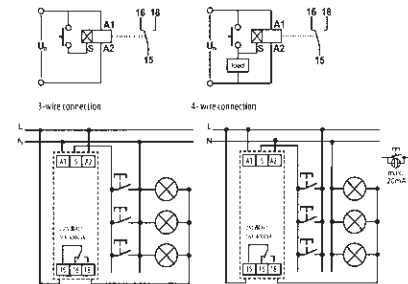 16 18
A1
Un
S
A2
15
16 18
A1
Un
S
A2
load
15
3-wire connection
4- wire connection
L
N
A1 S A2
15 16 18
L
N
A1 S A2
15 16 18
max.
20mA